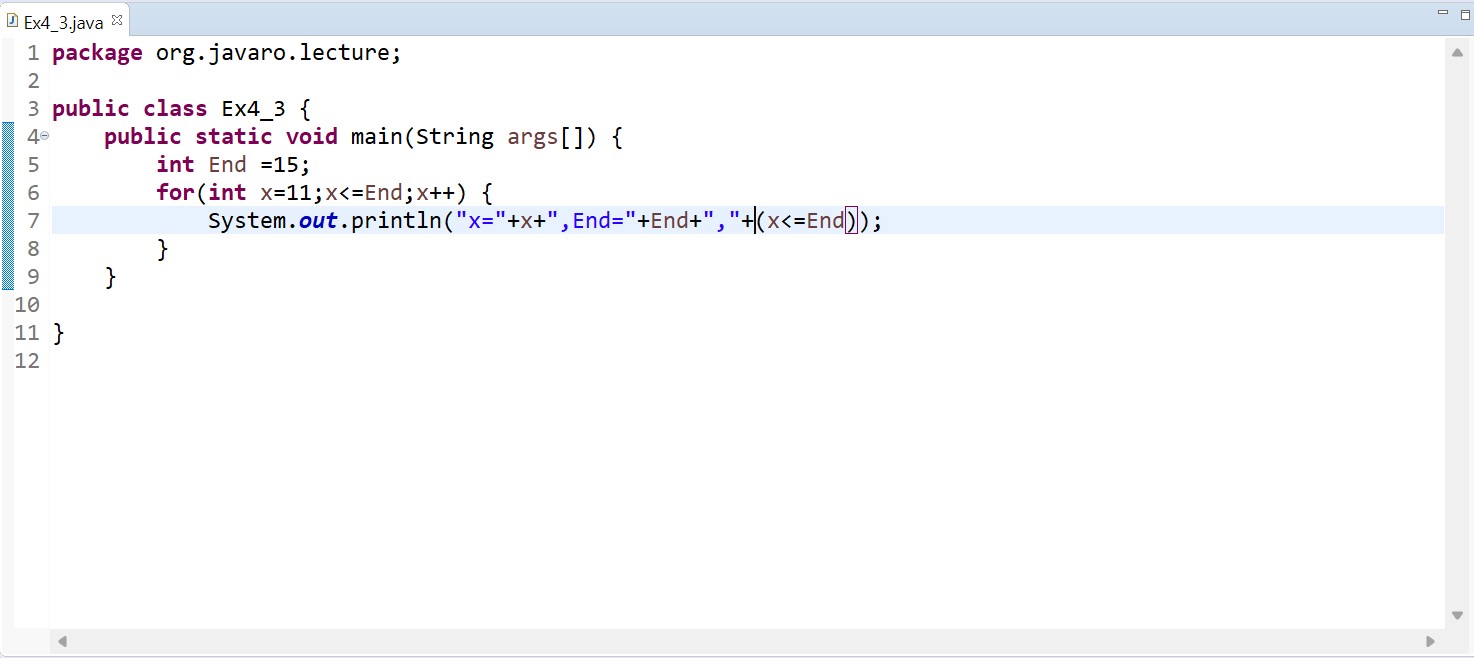 Ex4_3.java
1 package org.javaro.lecture;
2
3 public class Ex4_3 {
4     public static void main(String args[]) {
5         int End =15;
6         for(int x=11;x<=End;x++) {
7             System.out.println("x="+x+",End="+End+","+(x<=End));
8         }
9     }
10
11 }
12